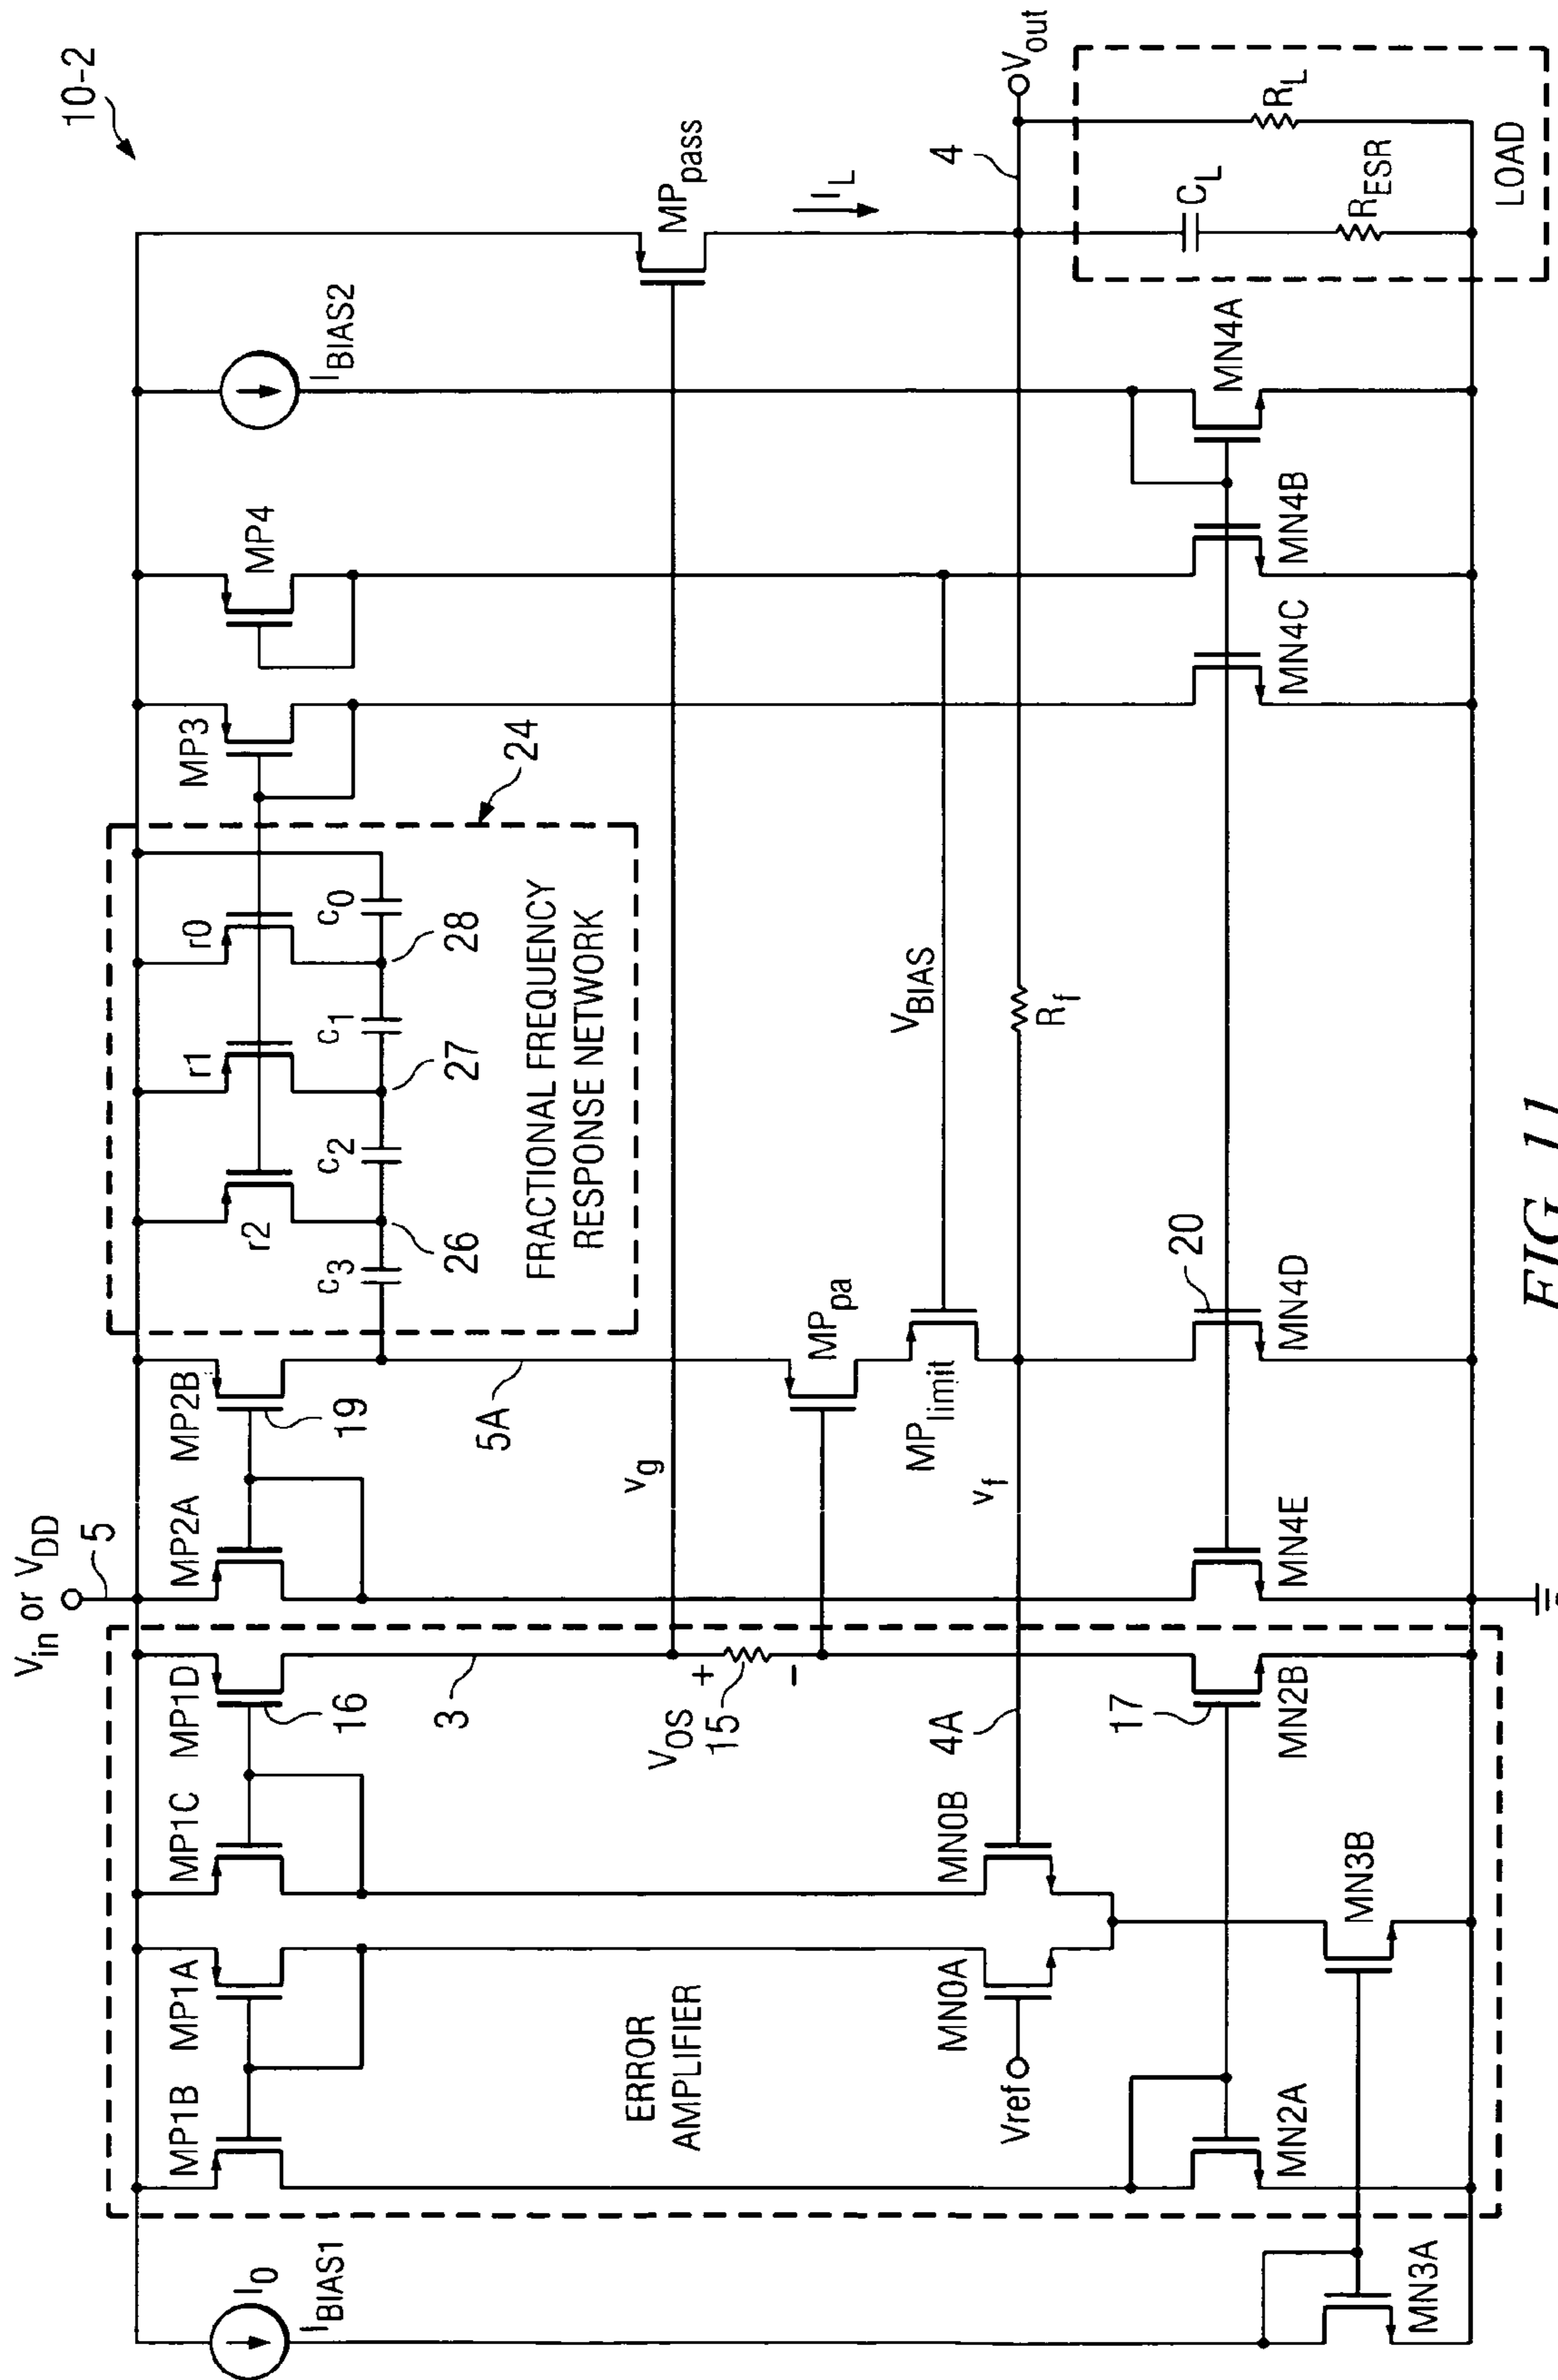 10-2
Vin or VDD
5
I0
IBIAS1
MP1B
MP1A
MP1C
MP1D
16
MP2A
MP2B
19
r2
r1
r0
c3
c2
c1
c0
26
27
28
FRACTIONAL FREQUENCY
RESPONSE NETWORK
24
MP3
MP4
IBIAS2
3
5A
vg
MPpass
IL
ERROR
AMPLIFIER
VOS
+
15
−
MPpa
MPlimit
VBIAS
Vref
MN0A
MN0B
4A
vf
Rf
4
Vout
17
20
CL
RESR
RL
LOAD
MN2A
MN2B
MN4E
MN4D
MN4C
MN4B
MN4A
MN3A
MN3B
FIG. 11